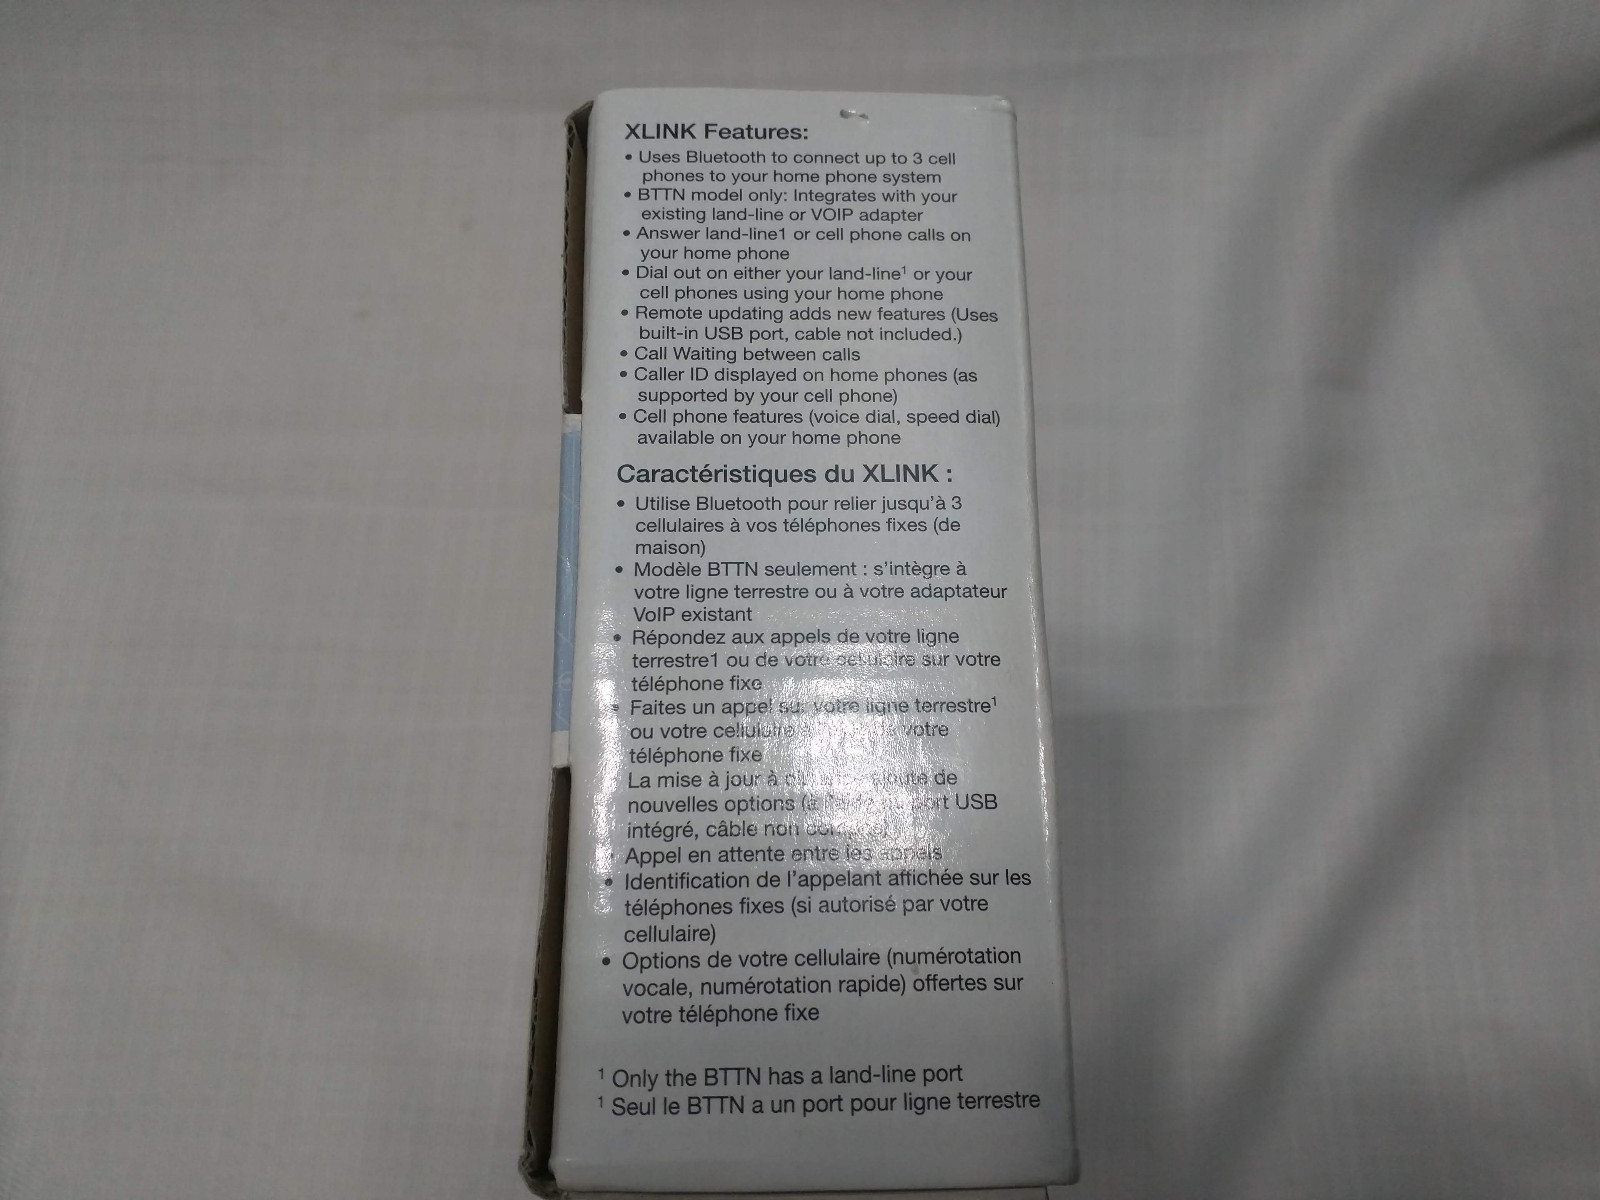 XLINK Features:
• Uses Bluetooth to connect up to 3 cell
phones to your home phone system
• BTTN model only: Integrates with your
existing land-line or VOIP adapter
• Answer land-line1 or cell phone calls on
your home phone
• Dial out on either your land-line¹ or your
cell phones using your home phone
• Remote updating adds new features (Uses
built-in USB port, cable not included.)
• Call Waiting between calls
• Caller ID displayed on home phones (as
supported by your cell phone)
• Cell phone features (voice dial, speed dial)
available on your home phone
Caractéristiques du XLINK :
• Utilise Bluetooth pour relier jusqu'à 3
cellulaires à vos téléphones fixes (de
maison)
• Modèle BTTN seulement : s'intègre à
votre ligne terrestre ou à votre adaptateur
VoIP existant
• Répondez aux appels de votre ligne
terrestre1 ou de votre cellulaire sur votre
téléphone fixe
• Faites un appel sur votre ligne terrestre¹
ou votre cellulaire votre
téléphone fixe
La mise à jour à ajoute de
nouvelles options (à port USB
intégré, câble non
Appel en attente entre les appels
• Identification de l'appelant affichée sur les
téléphones fixes (si autorisé par votre
cellulaire)
• Options de votre cellulaire (numérotation
vocale, numérotation rapide) offertes sur
votre téléphone fixe
¹ Only the BTTN has a land-line port
¹ Seul le BTTN a un port pour ligne terrestre